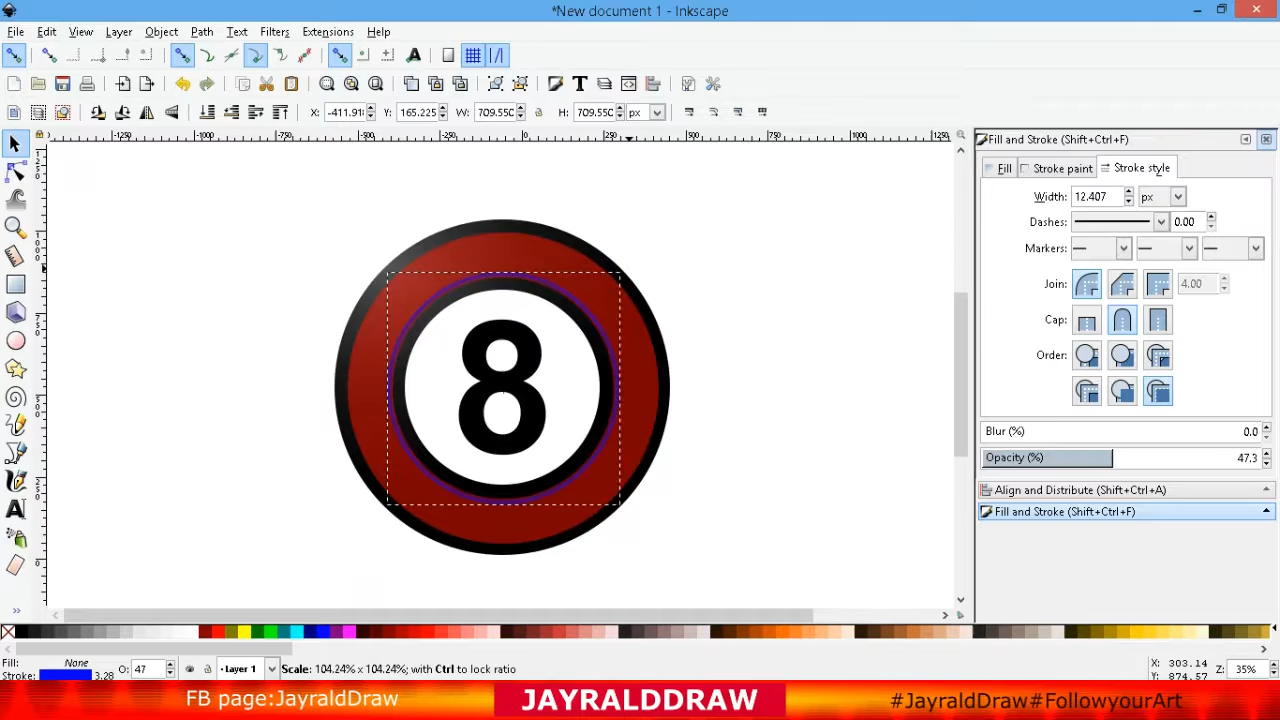 *New document 1 - Inkscape
File Edit View Layer Object Path Text Filters Extensions Help
X: -411.91 Y: 165.225 W: 709.550 H: 709.550 px
Fill and Stroke (Shift+Ctrl+F)
Fill Stroke paint Stroke style
Width: 12.407 px
Dashes: 0.00
Markers:
Join: 4.00
Cap:
Order:
Blur (%) 0.0
Opacity (%) 47.3
Align and Distribute (Shift+Ctrl+A)
Fill and Stroke (Shift+Ctrl+F)
8
Fill: None
Stroke: 3.28
O: 47
Layer 1
Scale: 104.24% x 104.24%; with Ctrl to lock ratio
X: 303.14
Y: 874.57
Z: 35%
FB page:JayraldDraw
JAYRALDDRAW
#JayraldDraw#FollowyourArt